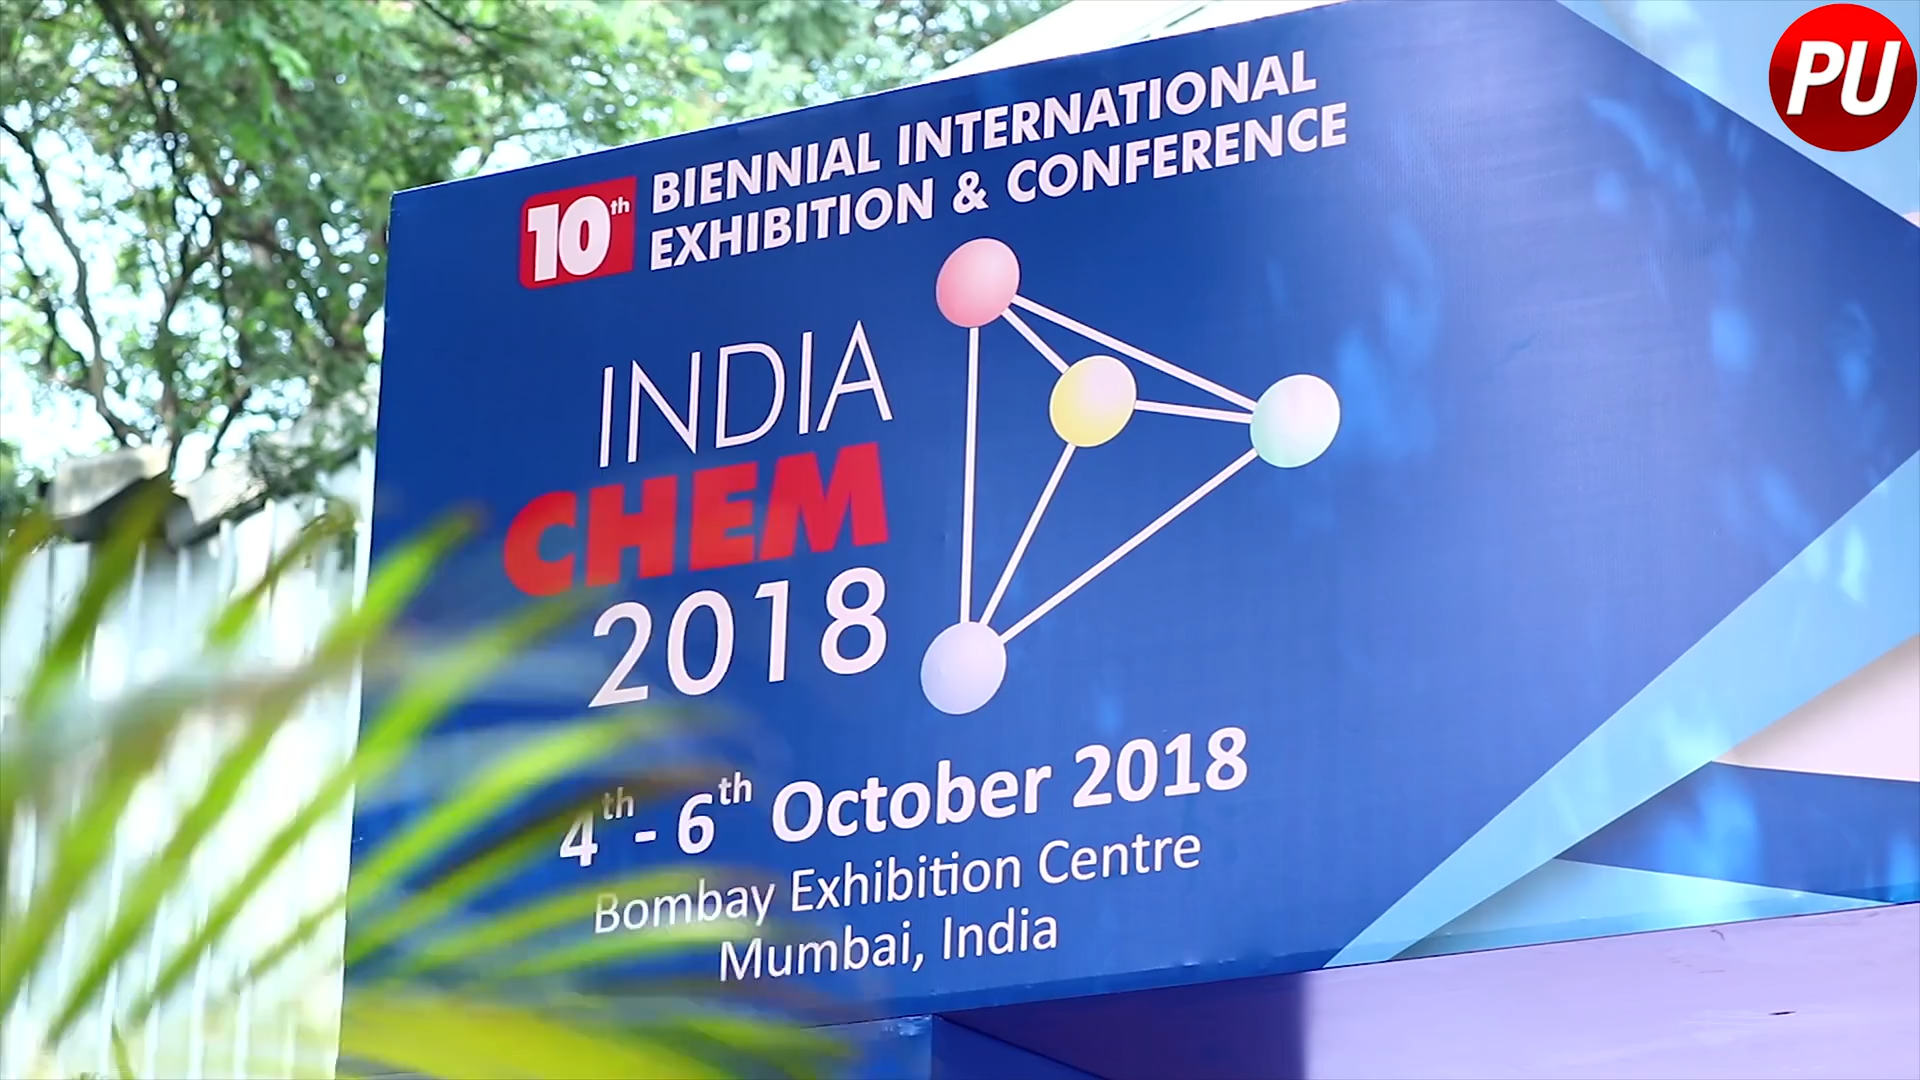 PU
10th BIENNIAL INTERNATIONAL
EXHIBITION & CONFERENCE
INDIA
CHEM
2018
4th - 6th October 2018
Bombay Exhibition Centre
Mumbai, India